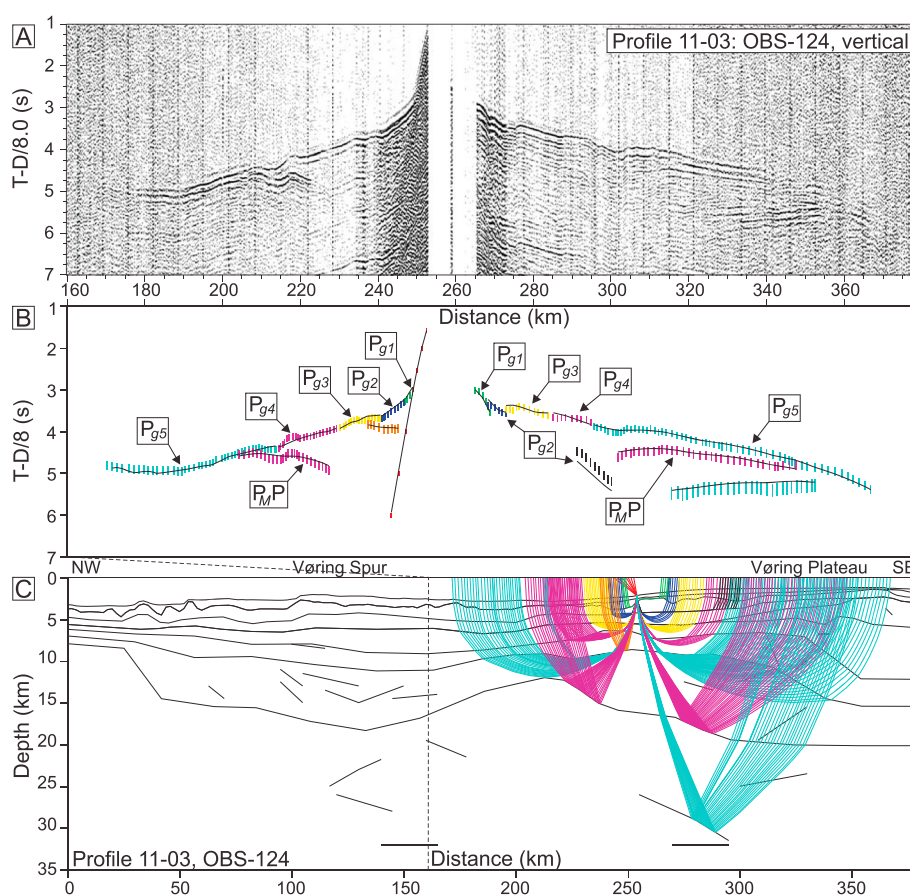 A
Profile 11-03: OBS-124, vertical
T-D/8.0 (s)
1
2
3
4
5
6
7
160 180 200 220 240 260 280 300 320 340 360
Distance (km)
B
T-D/8 (s)
1
2
3
4
5
6
7
Pg1
Pg2
Pg3
Pg4
Pg5
PMP
Pg1
Pg3
Pg4
Pg5
Pg2
PMP
NW Vøring Spur Vøring Plateau SE
C
Depth (km)
0
5
10
15
20
25
30
35
Profile 11-03, OBS-124 Distance (km)
0 50 100 150 200 250 300 350